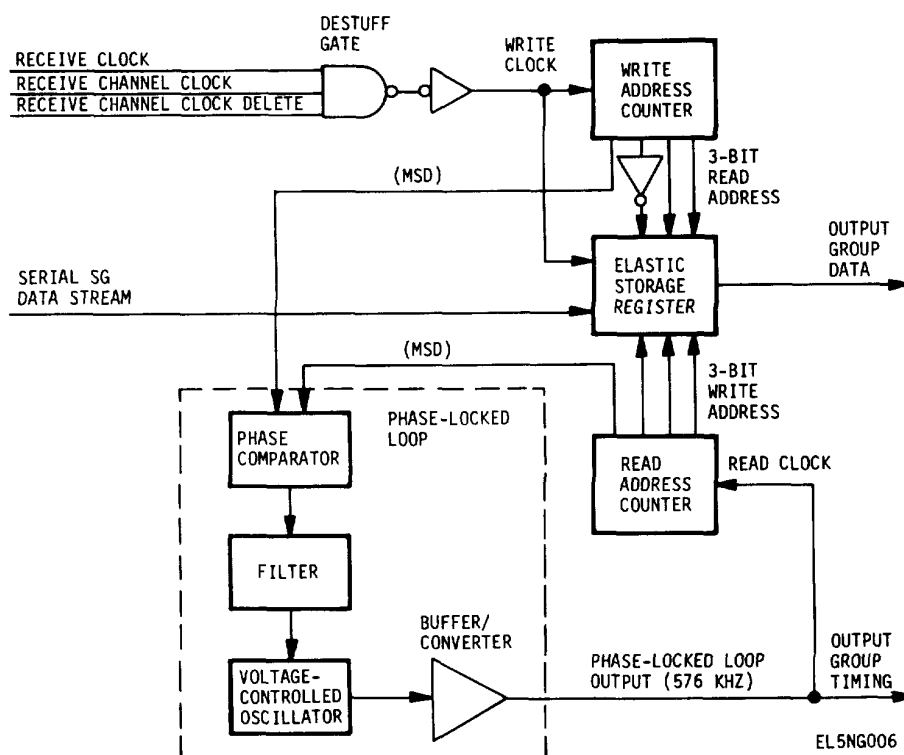 DESTUFF
GATE
RECEIVE CLOCK
RECEIVE CHANNEL CLOCK
RECEIVE CHANNEL CLOCK DELETE
WRITE
CLOCK
WRITE
ADDRESS
COUNTER
(MSD)
3-BIT
READ
ADDRESS
SERIAL SG
DATA STREAM
ELASTIC
STORAGE
REGISTER
OUTPUT
GROUP
DATA
(MSD)
3-BIT
WRITE
ADDRESS
PHASE-LOCKED
LOOP
PHASE
COMPARATOR
READ
ADDRESS
COUNTER
READ CLOCK
FILTER
VOLTAGE-
CONTROLLED
OSCILLATOR
BUFFER/
CONVERTER
PHASE-LOCKED LOOP
OUTPUT (576 KHZ)
OUTPUT
GROUP
TIMING
EL5NG006